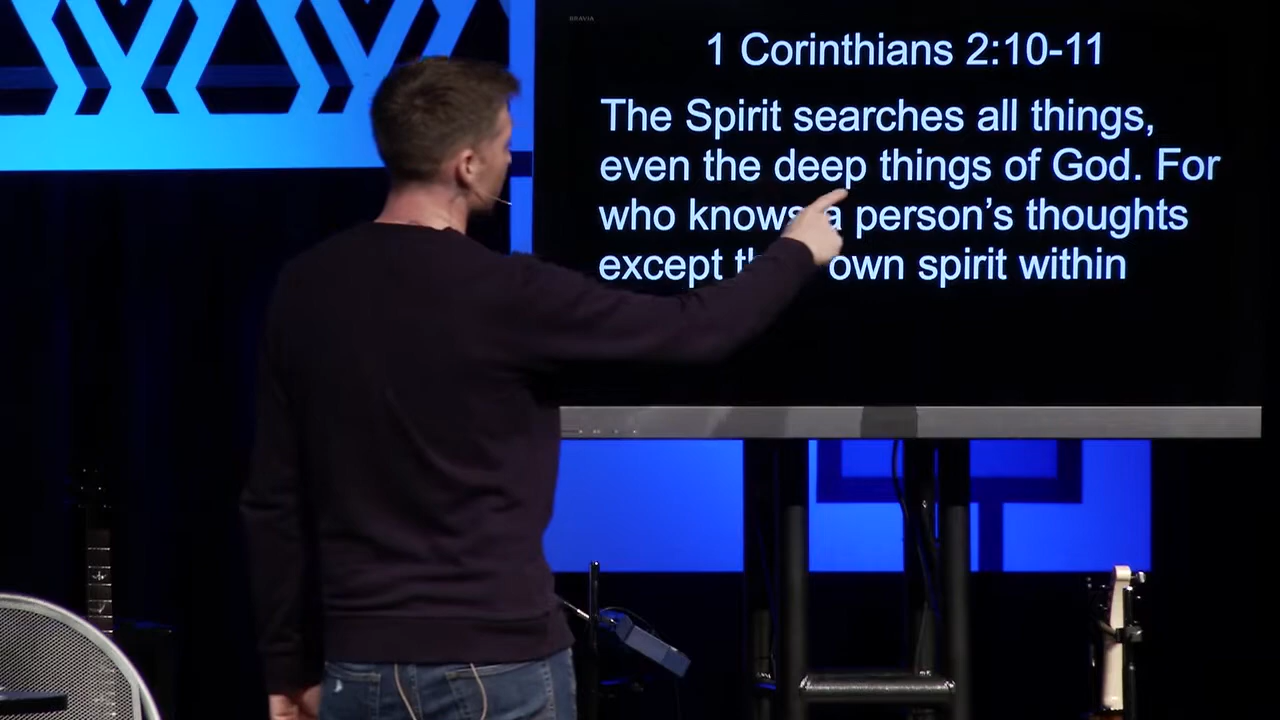 BRAVIA
1 Corinthians 2:10-11
The Spirit searches all things,
even the deep things of God. For
who knows a person’s thoughts
except own spirit within